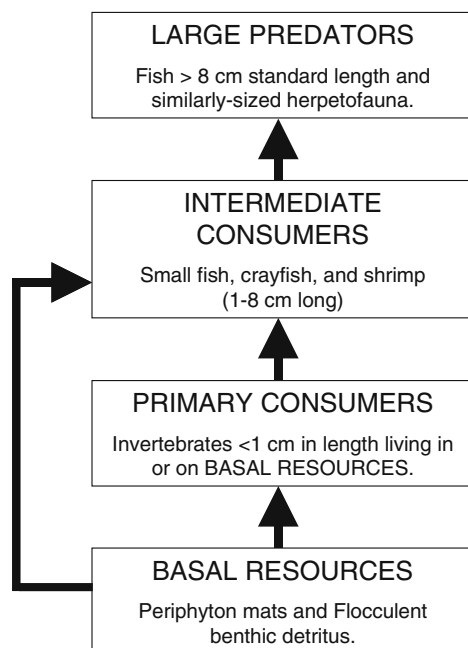 LARGE PREDATORS
Fish > 8 cm standard length and
similarly-sized herpetofauna.
INTERMEDIATE
CONSUMERS
Small fish, crayfish, and shrimp
(1-8 cm long)
PRIMARY CONSUMERS
Invertebrates <1 cm in length living in
or on BASAL RESOURCES.
BASAL RESOURCES
Periphyton mats and Flocculent
benthic detritus.